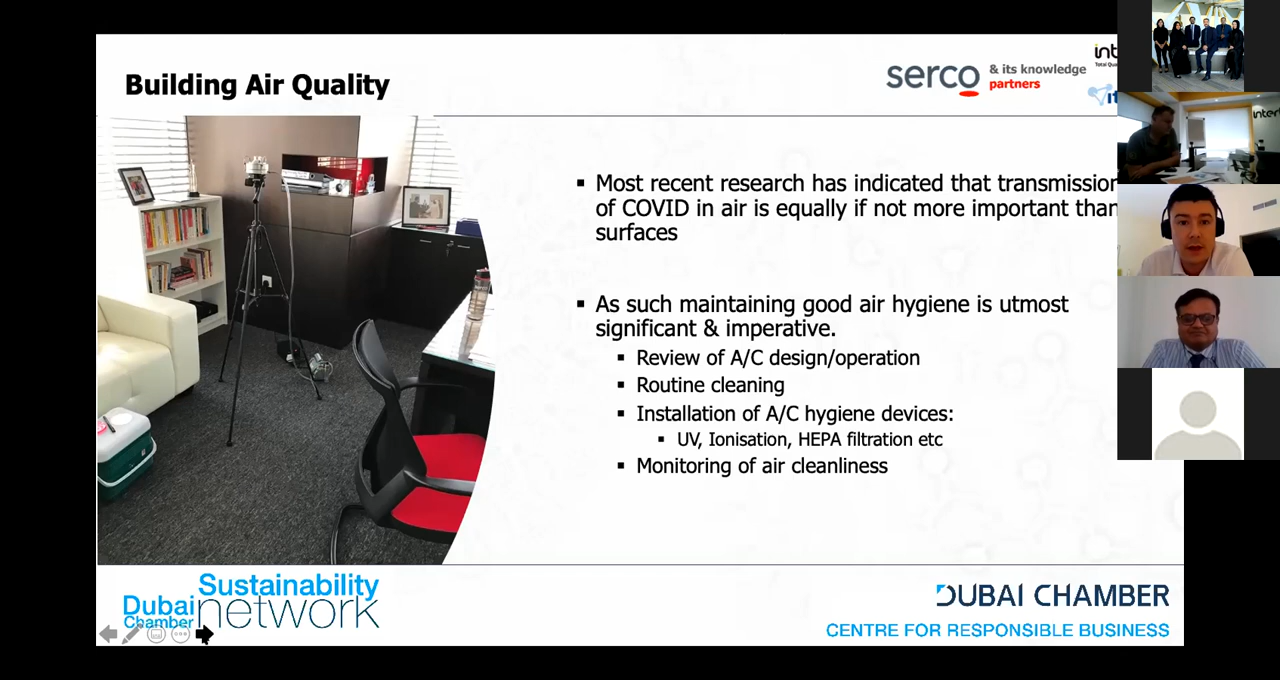 Building Air Quality
serco
& its knowledge
partners
▪ Most recent research has indicated that transmission
of COVID in air is equally if not more important than
surfaces
▪ As such maintaining good air hygiene is utmost
significant & imperative.
▪ Review of A/C design/operation
▪ Routine cleaning
▪ Installation of A/C hygiene devices:
▪ UV, Ionisation, HEPA filtration etc
▪ Monitoring of air cleanliness
Dubai
Chamber
Sustainability
network
DUBAI CHAMBER
CENTRE FOR RESPONSIBLE BUSINESS